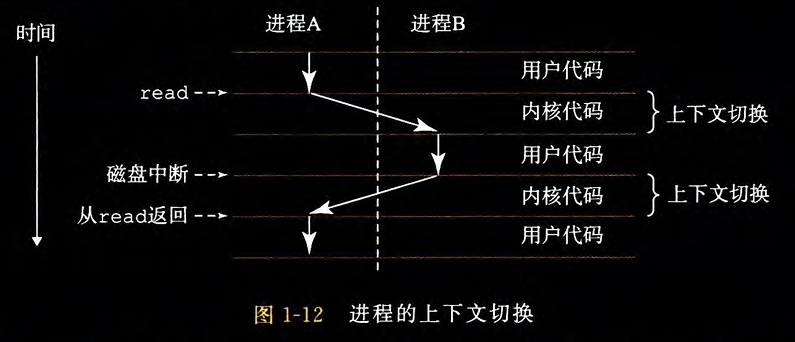 进程A 进程B
时间
用户代码
read
内核代码 上下文切换
用户代码
磁盘中断
内核代码 上下文切换
从read返回
用户代码
图 1-12 进程的上下文切换